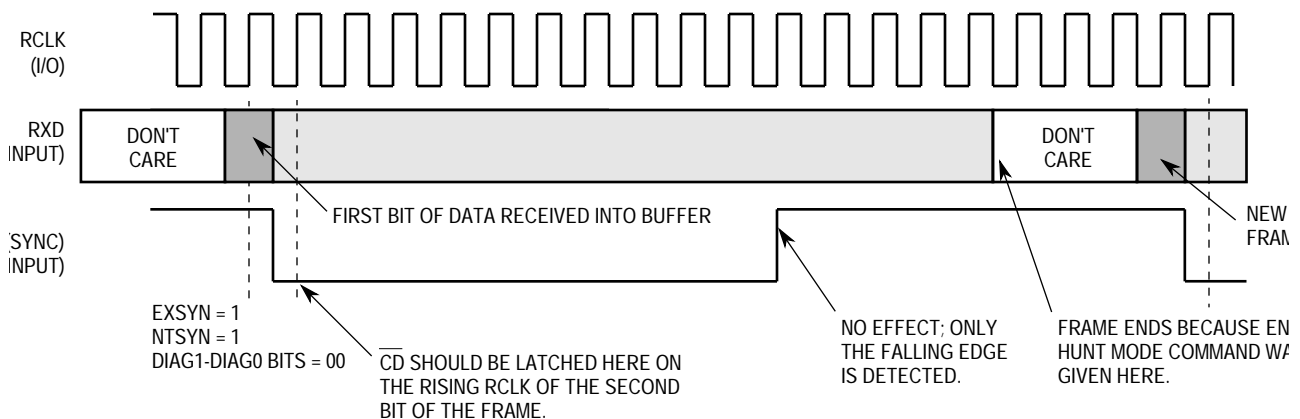 RCLK
(I/O)
RXD
INPUT)
DON'T
CARE
DON'T
CARE
FIRST BIT OF DATA RECEIVED INTO BUFFER
NEW
(SYNC)
INPUT)
EXSYN = 1
NTSYN = 1
DIAG1-DIAG0 BITS = 00
CD SHOULD BE LATCHED HERE ON
THE RISING RCLK OF THE SECOND
BIT OF THE FRAME.
NO EFFECT; ONLY
THE FALLING EDGE
IS DETECTED.
FRAME ENDS BECAUSE EN
HUNT MODE COMMAND WA
GIVEN HERE.